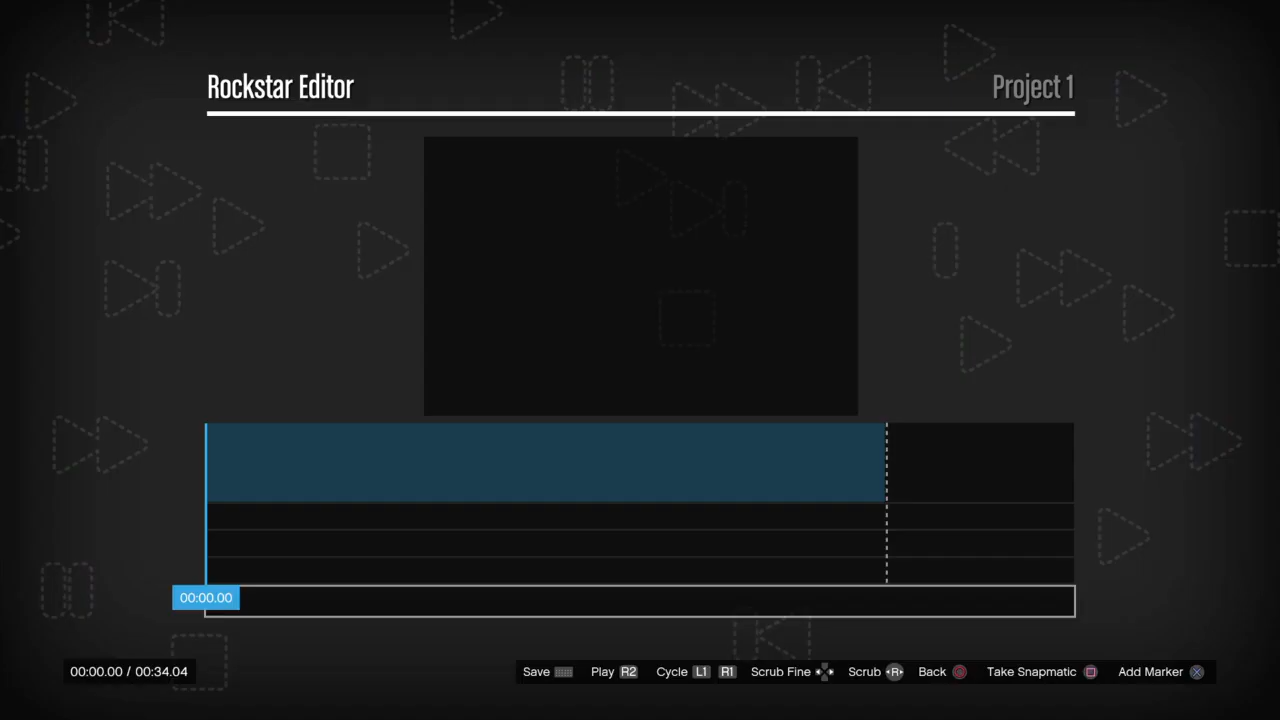 Rockstar Editor
Project 1
00:00.00
00:00.00 / 00:34.04
Save Play R2 Cycle L1 R1 Scrub Fine Scrub R Back Take Snapmatic Add Marker